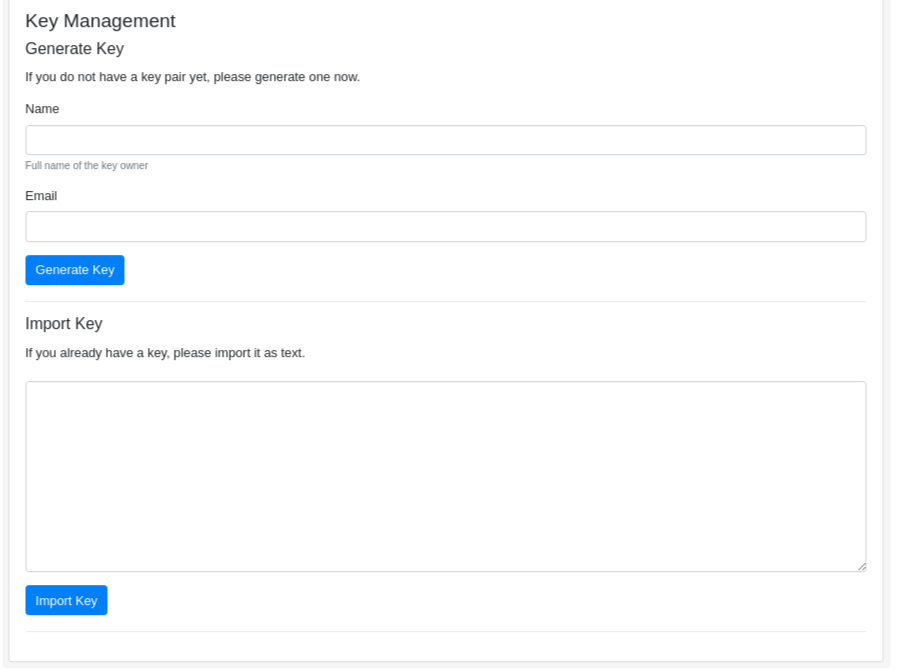 Key Management
Generate Key
If you do not have a key pair yet, please generate one now.
Name
Full name of the key owner
Email
Generate Key
Import Key
If you already have a key, please import it as text.
Import Key